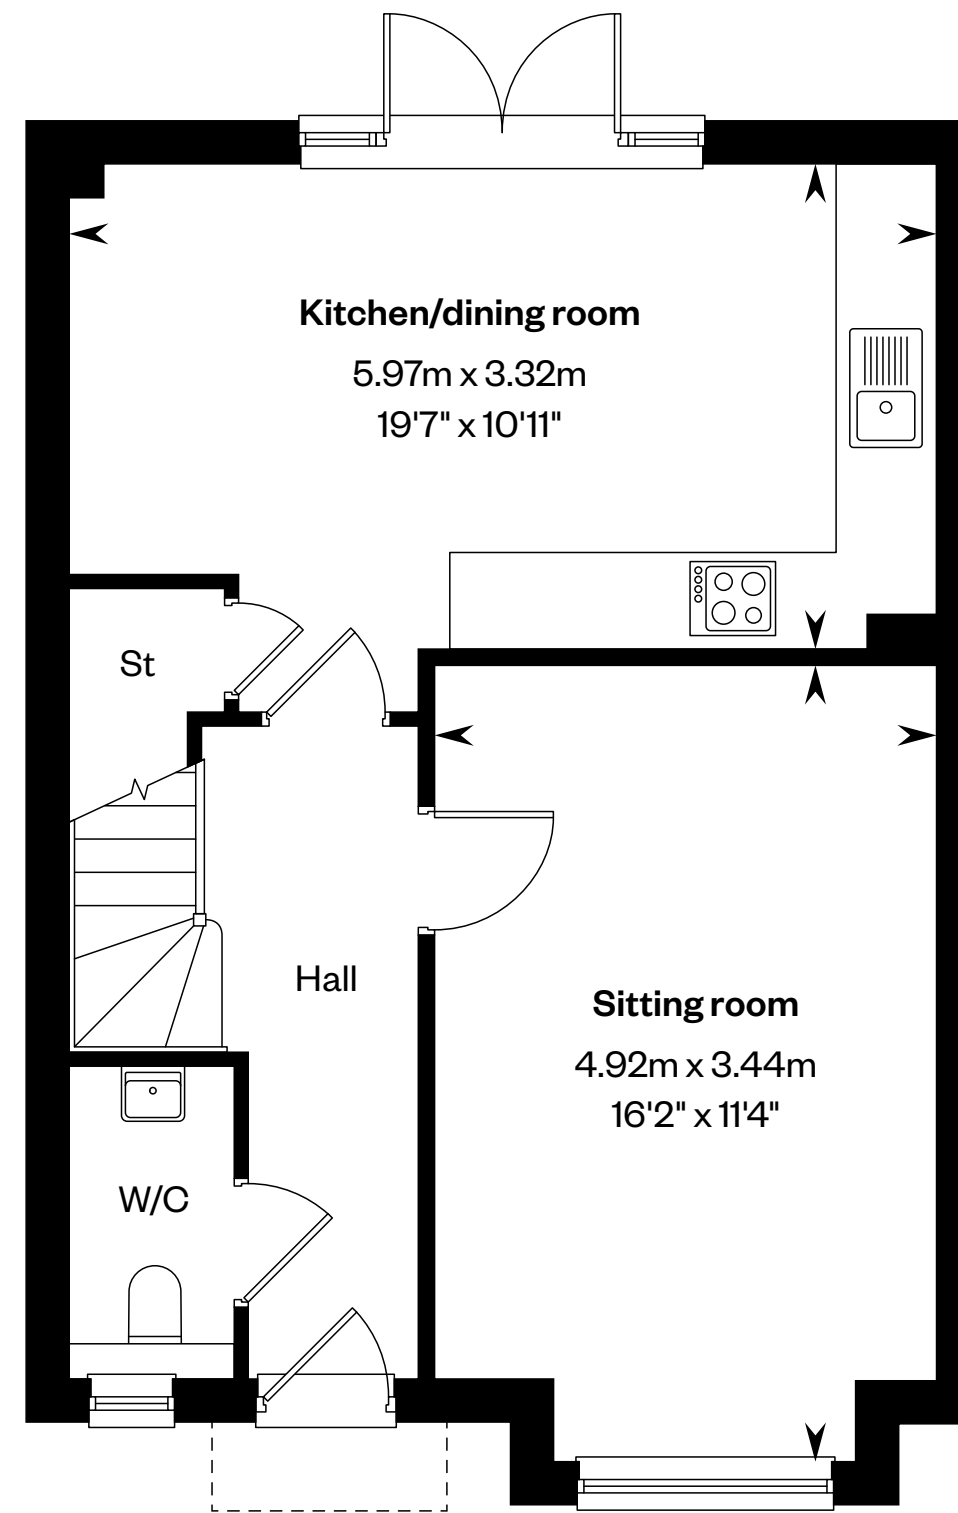 Kitchen/dining room
5.97m x 3.32m
19'7" x 10'11"
St
Hall
Sitting room
4.92m x 3.44m
16'2" x 11'4"
W/C